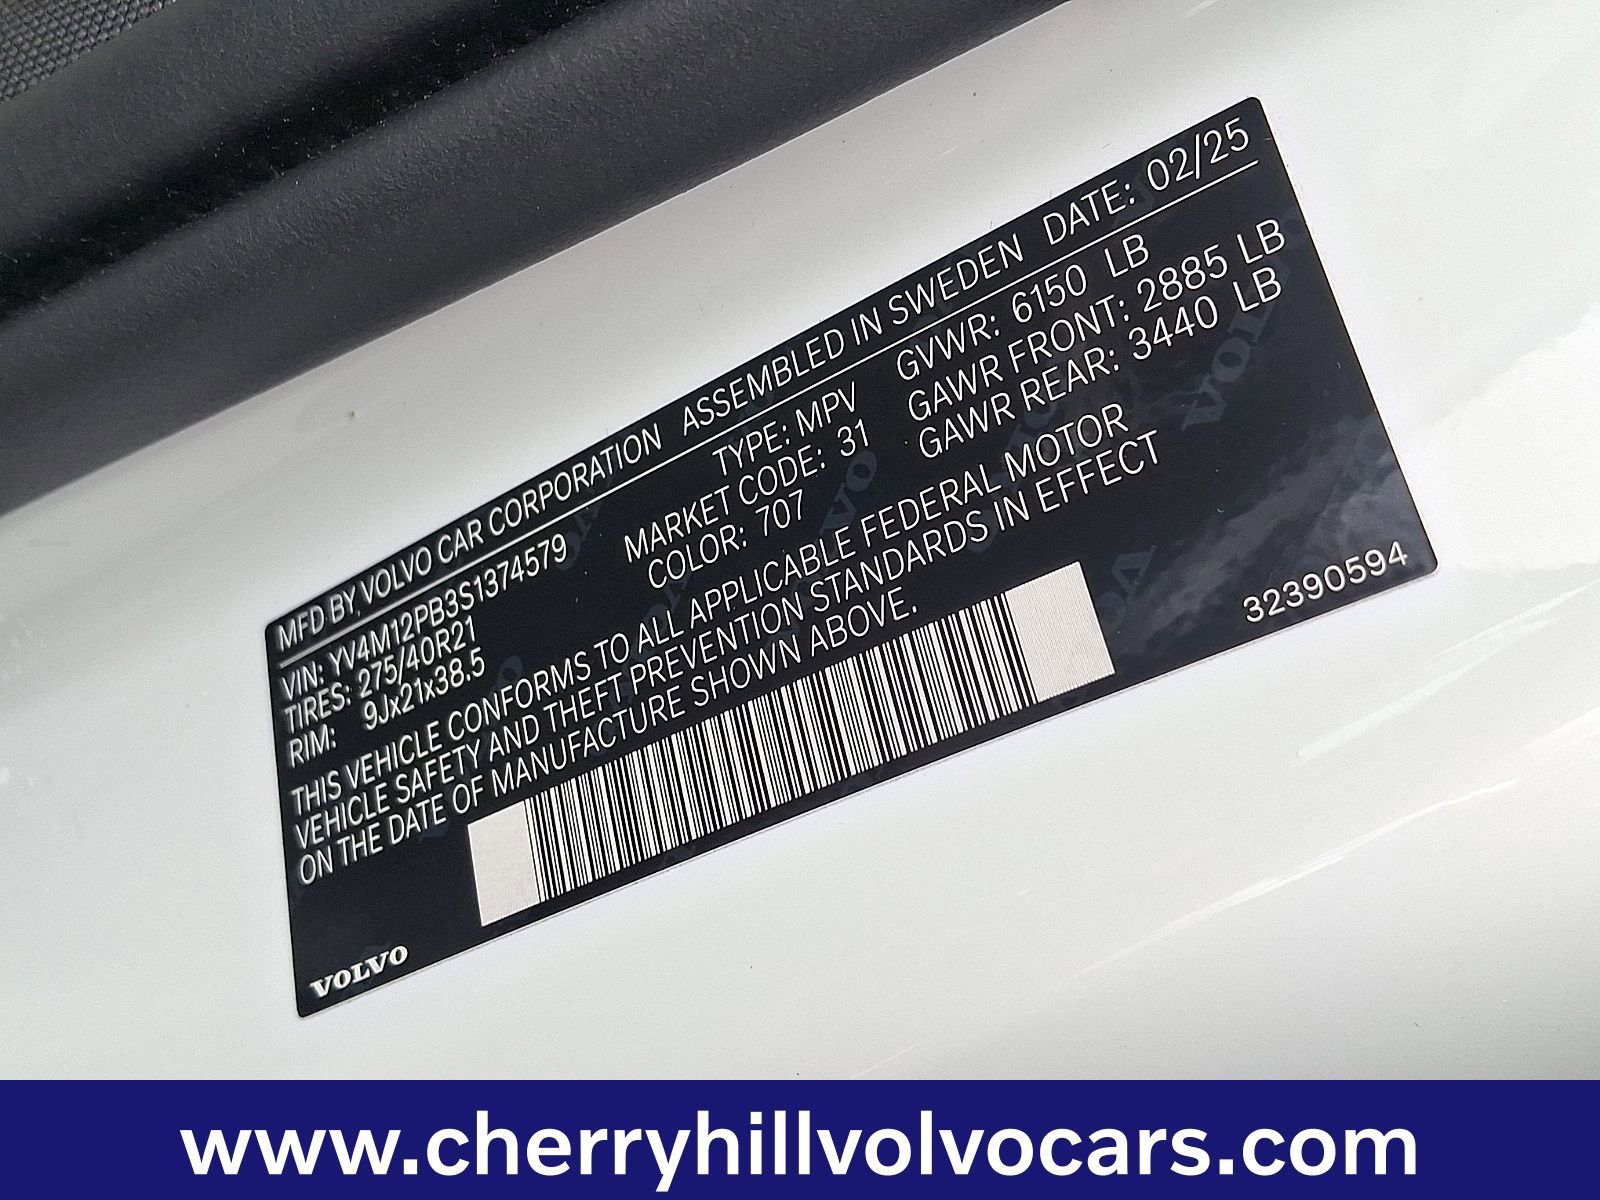 MFD BY. VOLVO CAR CORPORATION ASSEMBLED IN SWEDEN DATE: 02/25
VIN: YV4M12PB3S1374579 TYPE: MPV GVWR: 6150 LB
TIRES: 275/40R21 MARKET CODE: 31 GAWR FRONT: 2885 LB
RIM: 9Jx21x38.5 COLOR: 707 GAWR REAR: 3440 LB
THIS VEHICLE CONFORMS TO ALL APPLICABLE FEDERAL MOTOR
VEHICLE SAFETY AND THEFT PREVENTION STANDARDS IN EFFECT
ON THE DATE OF MANUFACTURE SHOWN ABOVE.
32390594
VOLVO
www.cherryhillvolvocars.com